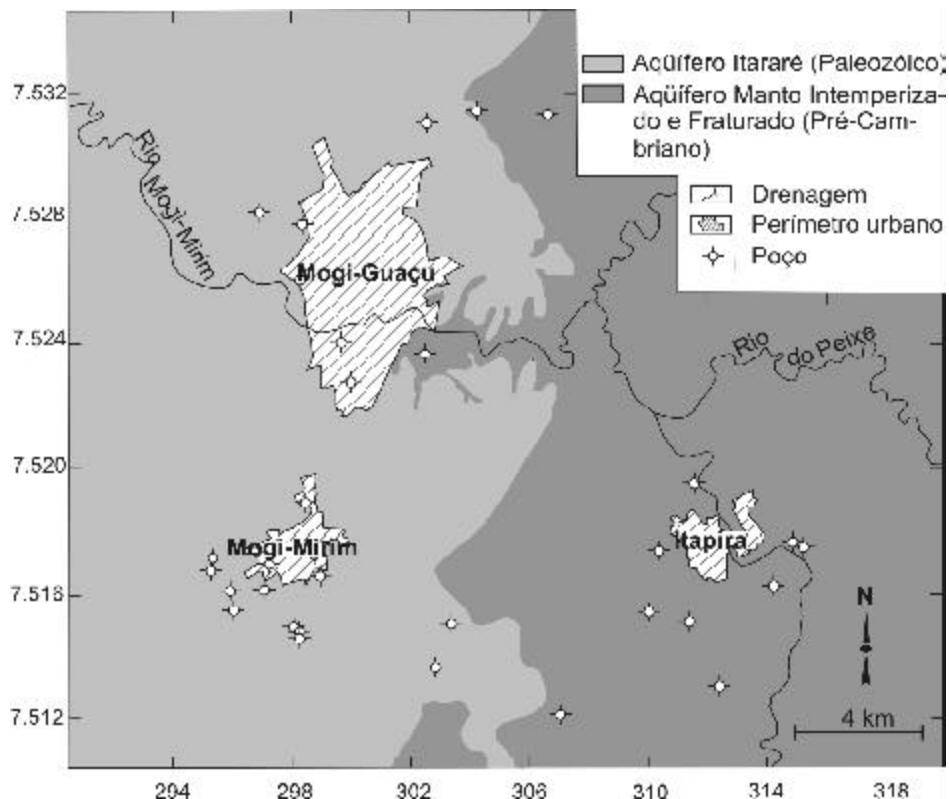 Aqüífero Itararé (Paleozóico)
Aqüífero Manto Intemperiza-
do e Fraturado (Pré-Cam-
briano)
Drenagem
Perímetro urbano
Poço
7.532
7.528
7.524
7.520
7.518
7.512
Rio
Mogi-Mirim
Mogi-Guaçu
Rio
do Peixe
Mogi-Mirim
Itapira
N
4 km
294
298
302
306
310
314
318